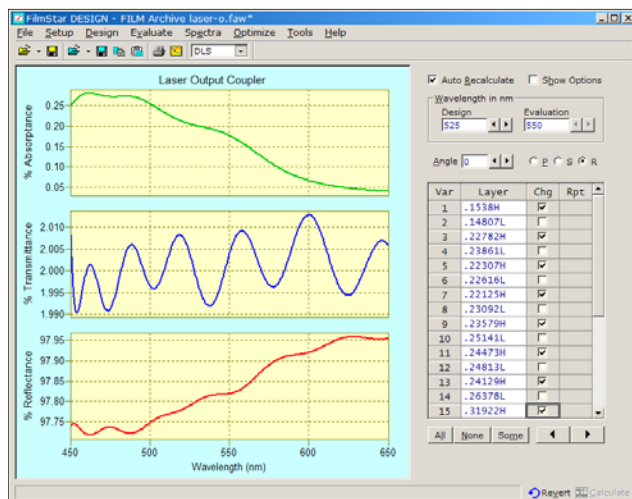 FilmStar DESIGN - FILM Archive laser-o.faw*
File Setup Design Evaluate Spectra Optimize Tools Help
DLS
Laser Output Coupler
% Absorptance
0.25
0.20
0.15
0.10
0.05
% Transmittance
2.010
2.005
2.000
1.995
1.990
% Reflectance
97.95
97.90
97.85
97.80
97.75
450 500 550 600 650
Wavelength (nm)
Auto Recalculate Show Options
Wavelength in nm
Design Evaluation
525 550
Angle 0 P S R
Var Layer Chg Rpt
1 .1538H
2 .14807L
3 .22782H
4 .23861L
5 .22307H
6 .22616L
7 .22125H
8 .23092L
9 .23579H
10 .25141L
11 .24473H
12 .24813L
13 .24129H
14 .26378L
15 .31922H
All None Some
Revert Calculate